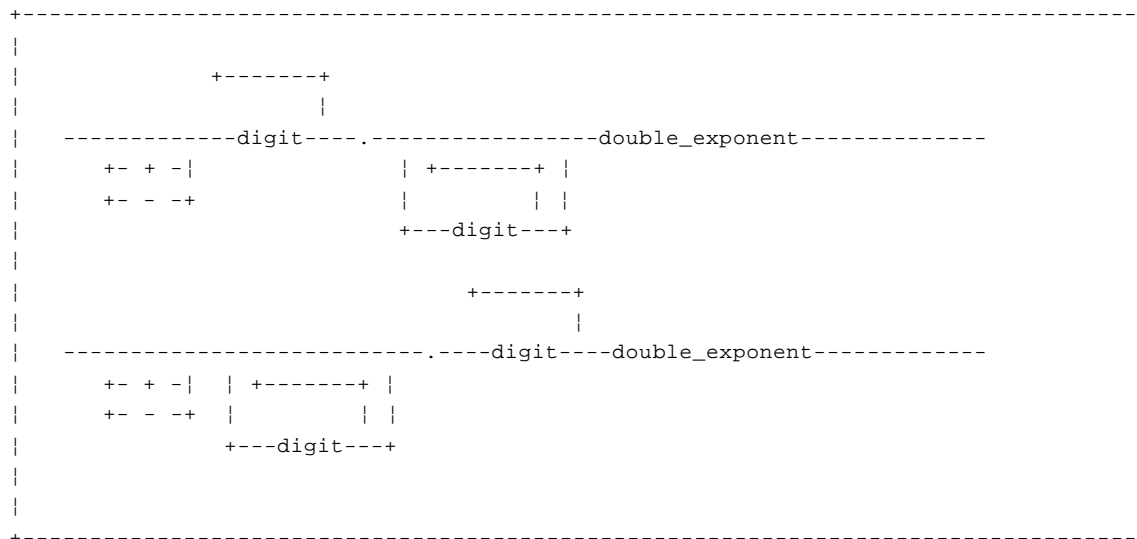 +---------------------------------------------------------------------------------
¦
¦              +-------+
¦                      ¦
¦   -------------digit----.-----------------double_exponent--------------
¦      +- + -¦               ¦ +-------+ ¦
¦      +- - -+               ¦         ¦ ¦
¦                            +---digit---+
¦
¦                                 +-------+
¦                                         ¦
¦   ---------------------------.----digit----double_exponent-------------
¦      +- + -¦  ¦ +-------+ ¦
¦      +- - -+  ¦         ¦ ¦
¦               +---digit---+
¦
¦
+---------------------------------------------------------------------------------